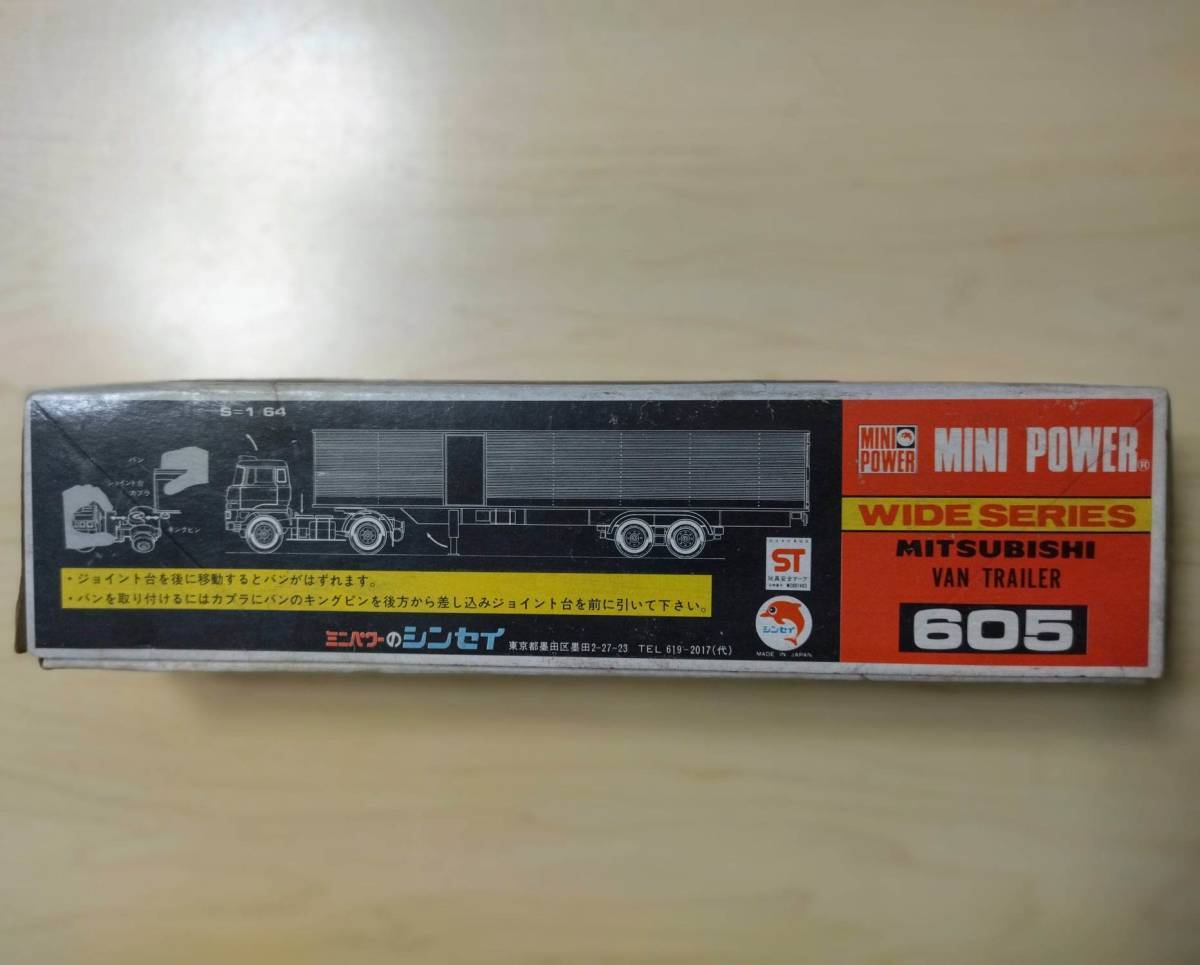 S=1/64
バン
ジョイント台
カプラ
キングピン
・ジョイント台を後に移動するとバンがはずれます。
・バンを取り付けるにはカプラにバンのキングピンを後方から差し込みジョイント台を前に引いて下さい。
ミニパワーのシンセイ 東京都墨田区墨田2-27-23 TEL 619-2017(代)
ST
玩具安全マーク
シンセイ
MADE IN JAPAN
MINI POWER
MINI POWER®
WIDE SERIES
MITSUBISHI
VAN TRAILER
605